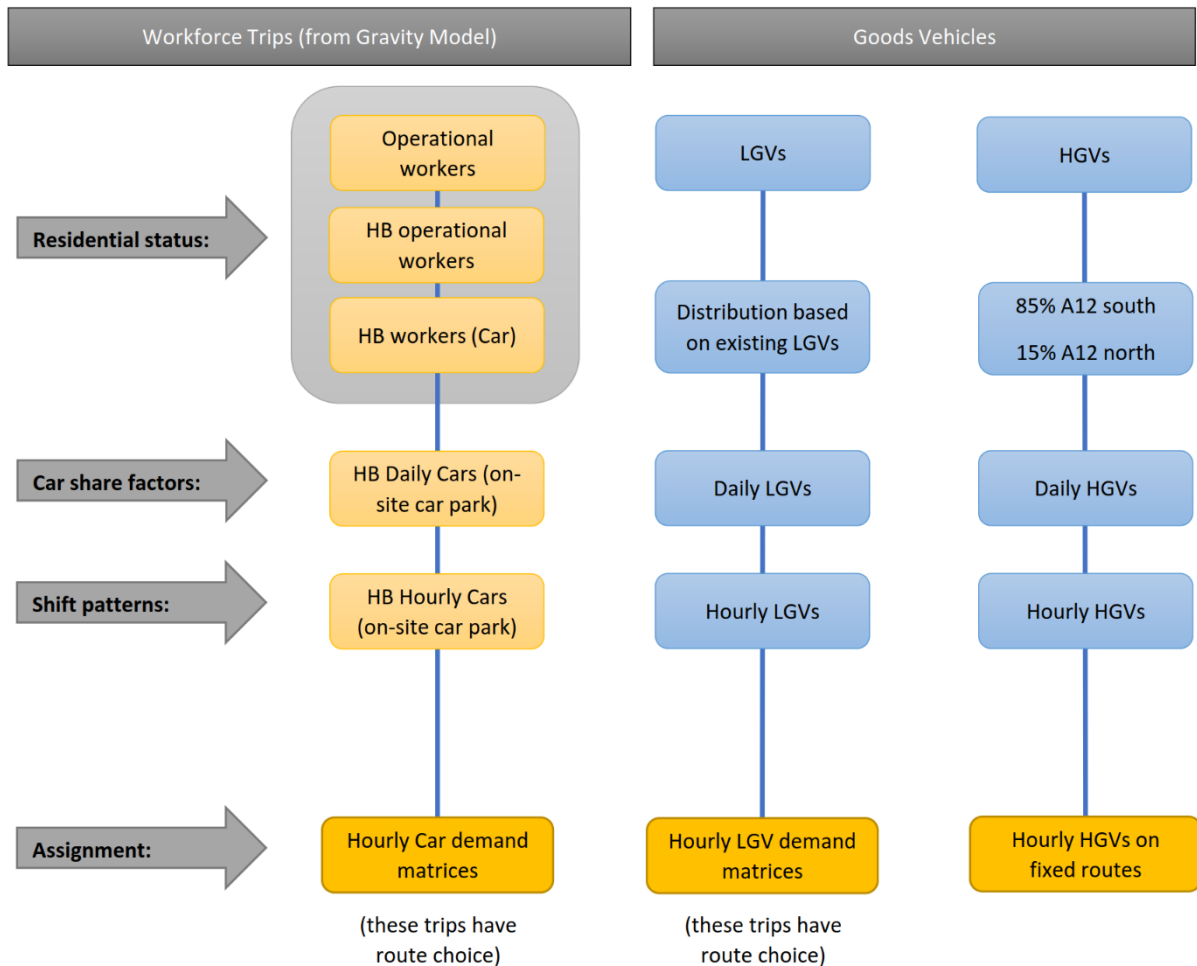 Workforce Trips (from Gravity Model)
Goods Vehicles
Operational
workers
LGVs
HGVs
Residential status:
HB operational
workers
HB workers (Car)
Distribution based
on existing LGVs
85% A12 south
15% A12 north
Car share factors:
HB Daily Cars (on-
site car park)
Daily LGVs
Daily HGVs
Shift patterns:
HB Hourly Cars
(on-site car park)
Hourly LGVs
Hourly HGVs
Assignment:
Hourly Car demand
matrices
Hourly LGV demand
matrices
Hourly HGVs on
fixed routes
(these trips have
route choice)
(these trips have
route choice)